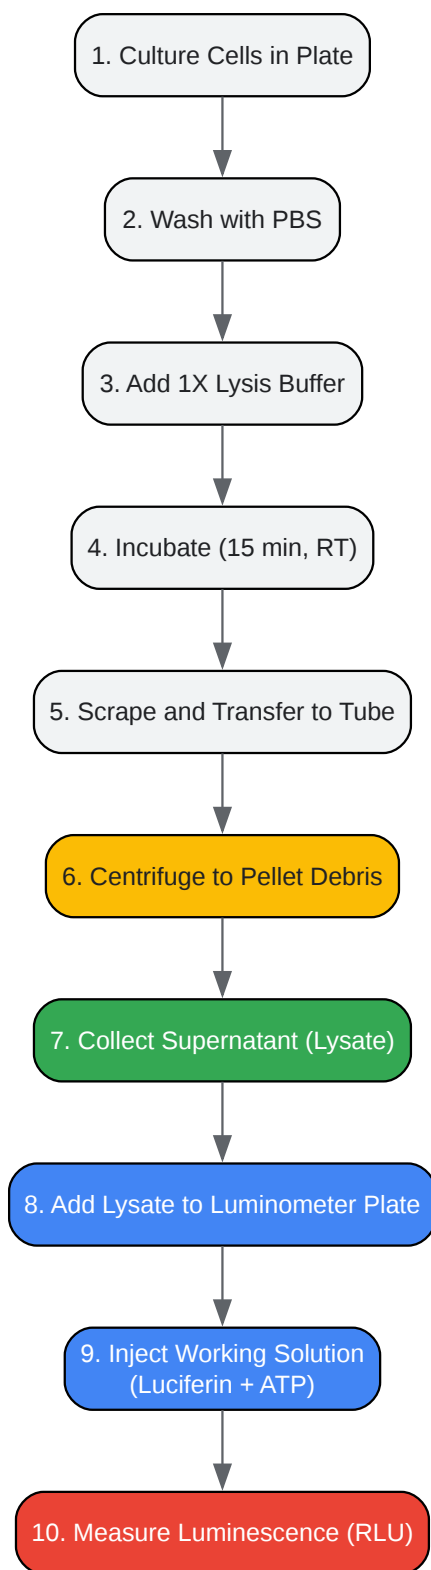 1. Culture Cells in Plate
2. Wash with PBS
3. Add 1X Lysis Buffer
4. Incubate (15 min, RT)
5. Scrape and Transfer to Tube
6. Centrifuge to Pellet Debris
7. Collect Supernatant (Lysate)
8. Add Lysate to Luminometer Plate
9. Inject Working Solution
(Luciferin + ATP)
10. Measure Luminescence (RLU)